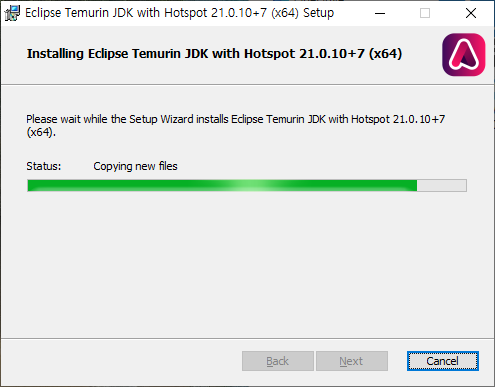 Eclipse Temurin JDK with Hotspot 21.0.10+7 (x64) Setup
Installing Eclipse Temurin JDK with Hotspot 21.0.10+7 (x64)
Please wait while the Setup Wizard installs Eclipse Temurin JDK with Hotspot 21.0.10+7
(x64).
Status: Copying new files
Back Next Cancel